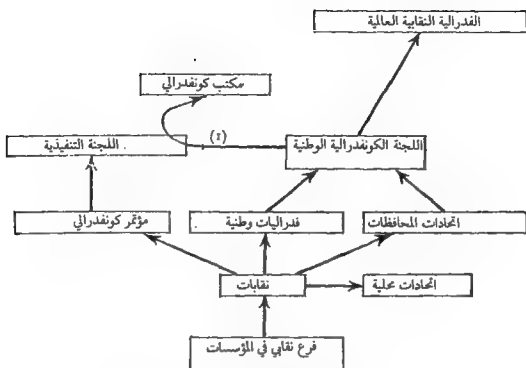 الفدرالية النقابية العالمية
مكتب كونفدرالي
(٤)
اللجنة الكونفدرالية الوطنية
اللجنة التنفيذية
اتحادات المحافظات
فدراليات وطنية
مؤتمر كونفدرالي
نقابات
اتحادات محلية
فرع نقابي في المؤسسات